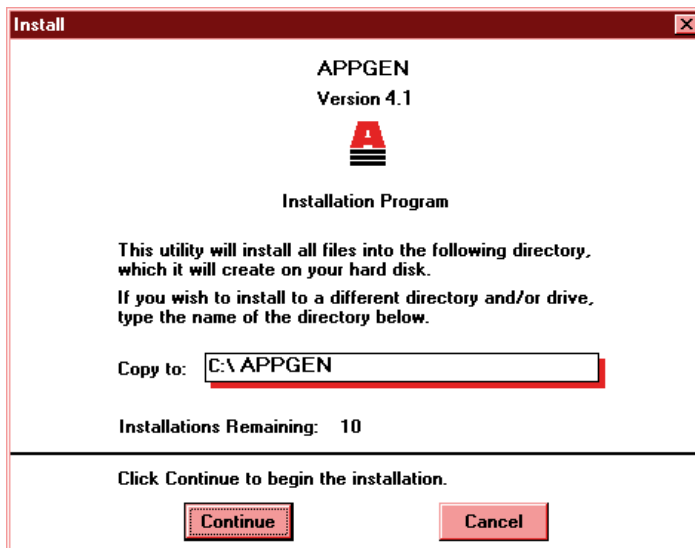 Install
APPGEN
Version 4.1
A
Installation Program
This utility will install all files into the following directory,
which it will create on your hard disk.
If you wish to install to a different directory and/or drive,
type the name of the directory below.
Copy to: C:\ APPGEN
Installations Remaining: 10
Click Continue to begin the installation.
Continue Cancel